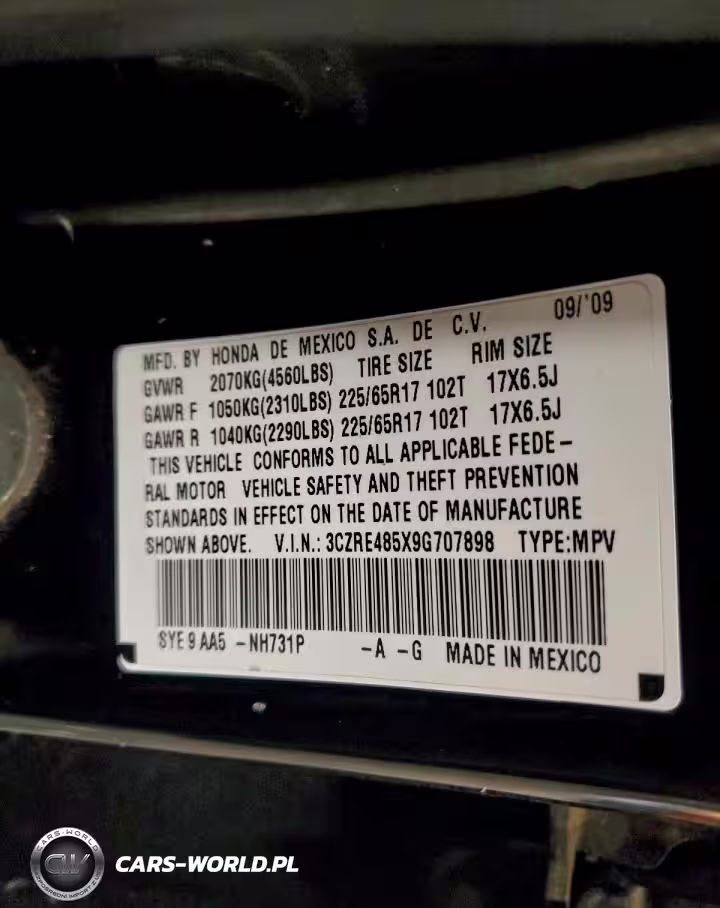 09/'09
MFD. BY HONDA DE MEXICO S.A. DE C.V.
GVWR 2070KG(4560LBS) TIRE SIZE RIM SIZE
GAWR F 1050KG(2310LBS) 225/65R17 102T 17X6.5J
GAWR R 1040KG(2290LBS) 225/65R17 102T 17X6.5J
THIS VEHICLE CONFORMS TO ALL APPLICABLE FEDE-
RAL MOTOR VEHICLE SAFETY AND THEFT PREVENTION
STANDARDS IN EFFECT ON THE DATE OF MANUFACTURE
SHOWN ABOVE. V.I.N.: 3CZRE485X9G707898 TYPE:MPV
SYE 9 AA5 -NH731P -A -G MADE IN MEXICO
CARS-WORLD
CW
CARS-WORLD.PL